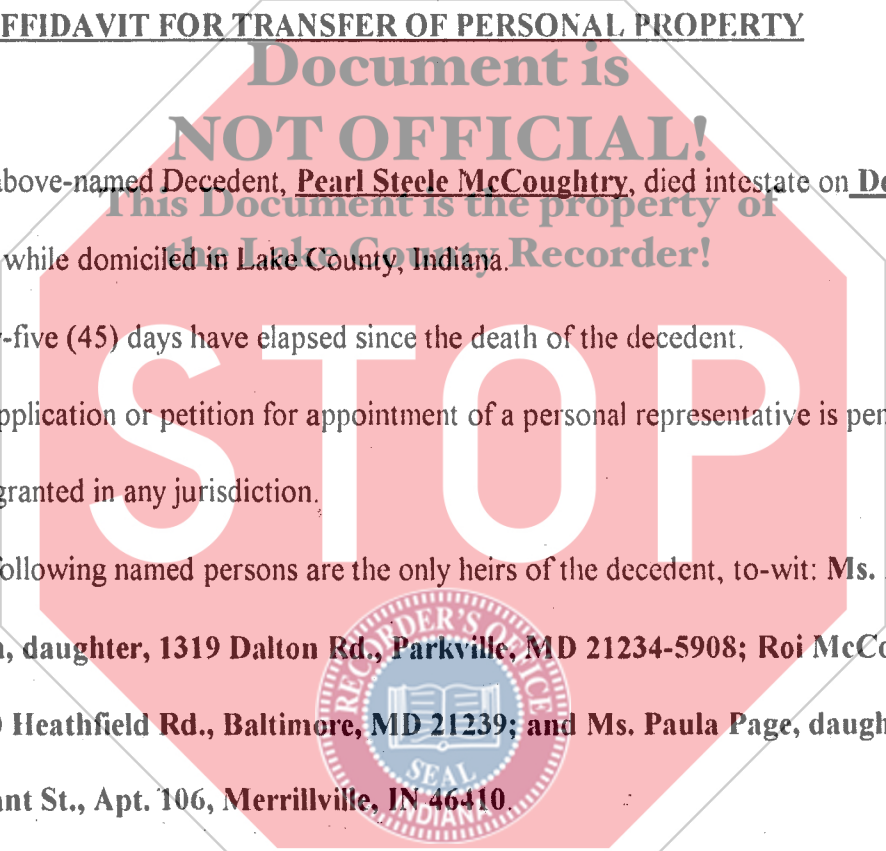 FFIDAVIT FOR TRANSFER OF PERSONAL PROPERTY
Document is
NOT OFFICIAL!
above-named Decedent, Pearl Steele McCoughtry, died intestate on De
This Document is the property of
while domiciled in Lake County, Indiana.
the Lake County Recorder!
-five (45) days have elapsed since the death of the decedent.
pplication or petition for appointment of a personal representative is pen
granted in any jurisdiction.
STOP
following named persons are the only heirs of the decedent, to-wit: Ms.
, daughter, 1319 Dalton Rd., Parkville, MD 21234-5908; Roi McCo
Heathfield Rd., Baltimore, MD 21239; and Ms. Paula Page, daugh
ant St., Apt. 106, Merrillville, IN 46410.
RECORDER'S OFFICE
SEAL
INDIANA